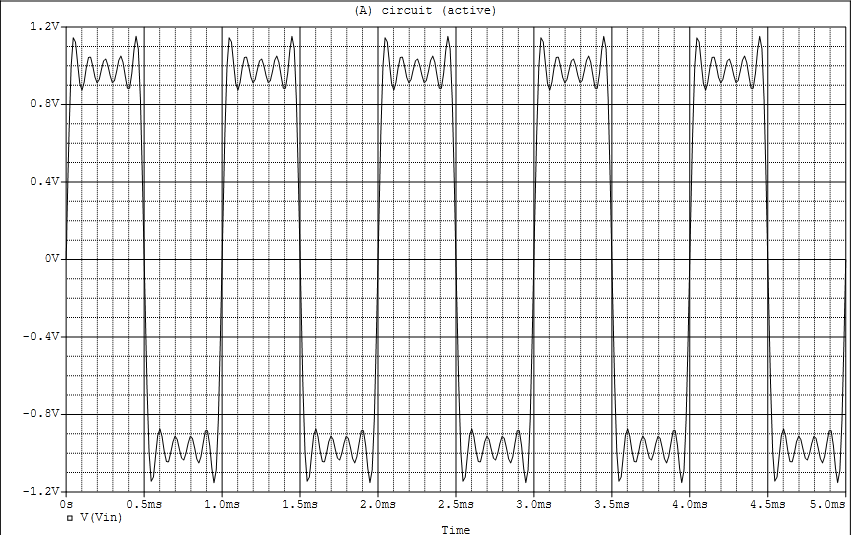 (A) circuit (active)
1.2V
0.8V
0.4V
0V
-0.4V
-0.8V
-1.2V
0s 0.5ms 1.0ms 1.5ms 2.0ms 2.5ms 3.0ms 3.5ms 4.0ms 4.5ms 5.0ms
V(Vin)
Time